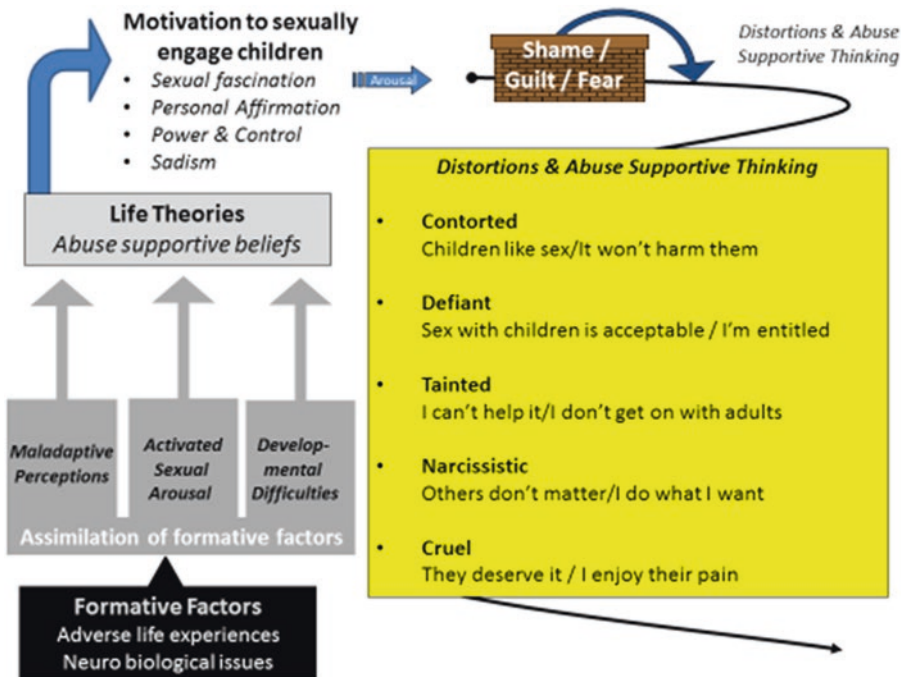 Motivation to sexually
engage children
• Sexual fascination
• Personal Affirmation
• Power & Control
• Sadism
Arousal
Shame /
Guilt / Fear
Distortions & Abuse
Supportive Thinking
Life Theories
Abuse supportive beliefs
Maladaptive
Perceptions
Activated
Sexual
Arousal
Develop-
mental
Difficulties
Assimilation of formative factors
Formative Factors
Adverse life experiences
Neuro biological issues
Distortions & Abuse Supportive Thinking
• Contorted
Children like sex/It won't harm them
• Defiant
Sex with children is acceptable / I'm entitled
• Tainted
I can't help it/I don't get on with adults
• Narcissistic
Others don't matter/I do what I want
• Cruel
They deserve it / I enjoy their pain